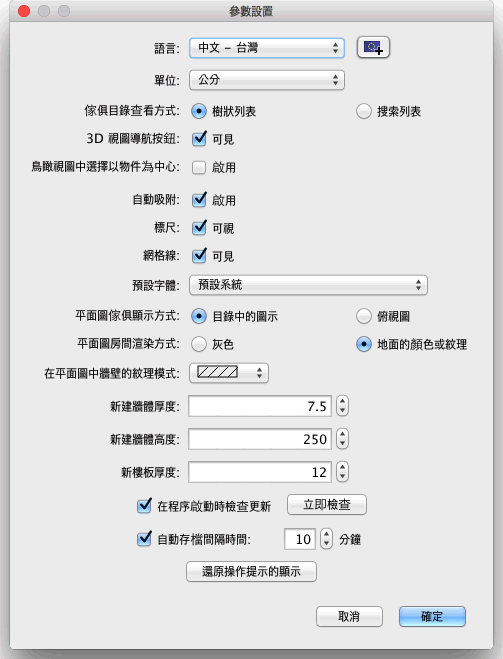 參數設置
語言: 中文 – 台灣
單位: 公分
傢俱目錄查看方式: 樹狀列表 搜索列表
3D 視圖導航按鈕: 可見
鳥瞰視圖中選擇以物件為中心: 啟用
自動吸附: 啟用
標尺: 可視
網格線: 可見
預設字體: 預設系統
平面圖傢俱顯示方式: 目錄中的圖示 俯視圖
平面圖房間渲染方式: 灰色 地面的顏色或紋理
在平面圖中牆壁的紋理模式:
新建牆體厚度: 7.5
新建牆體高度: 250
新樓板厚度: 12
在程序啟動時檢查更新 立即檢查
自動存檔間隔時間: 10 分鐘
還原操作提示的顯示
取消 確定